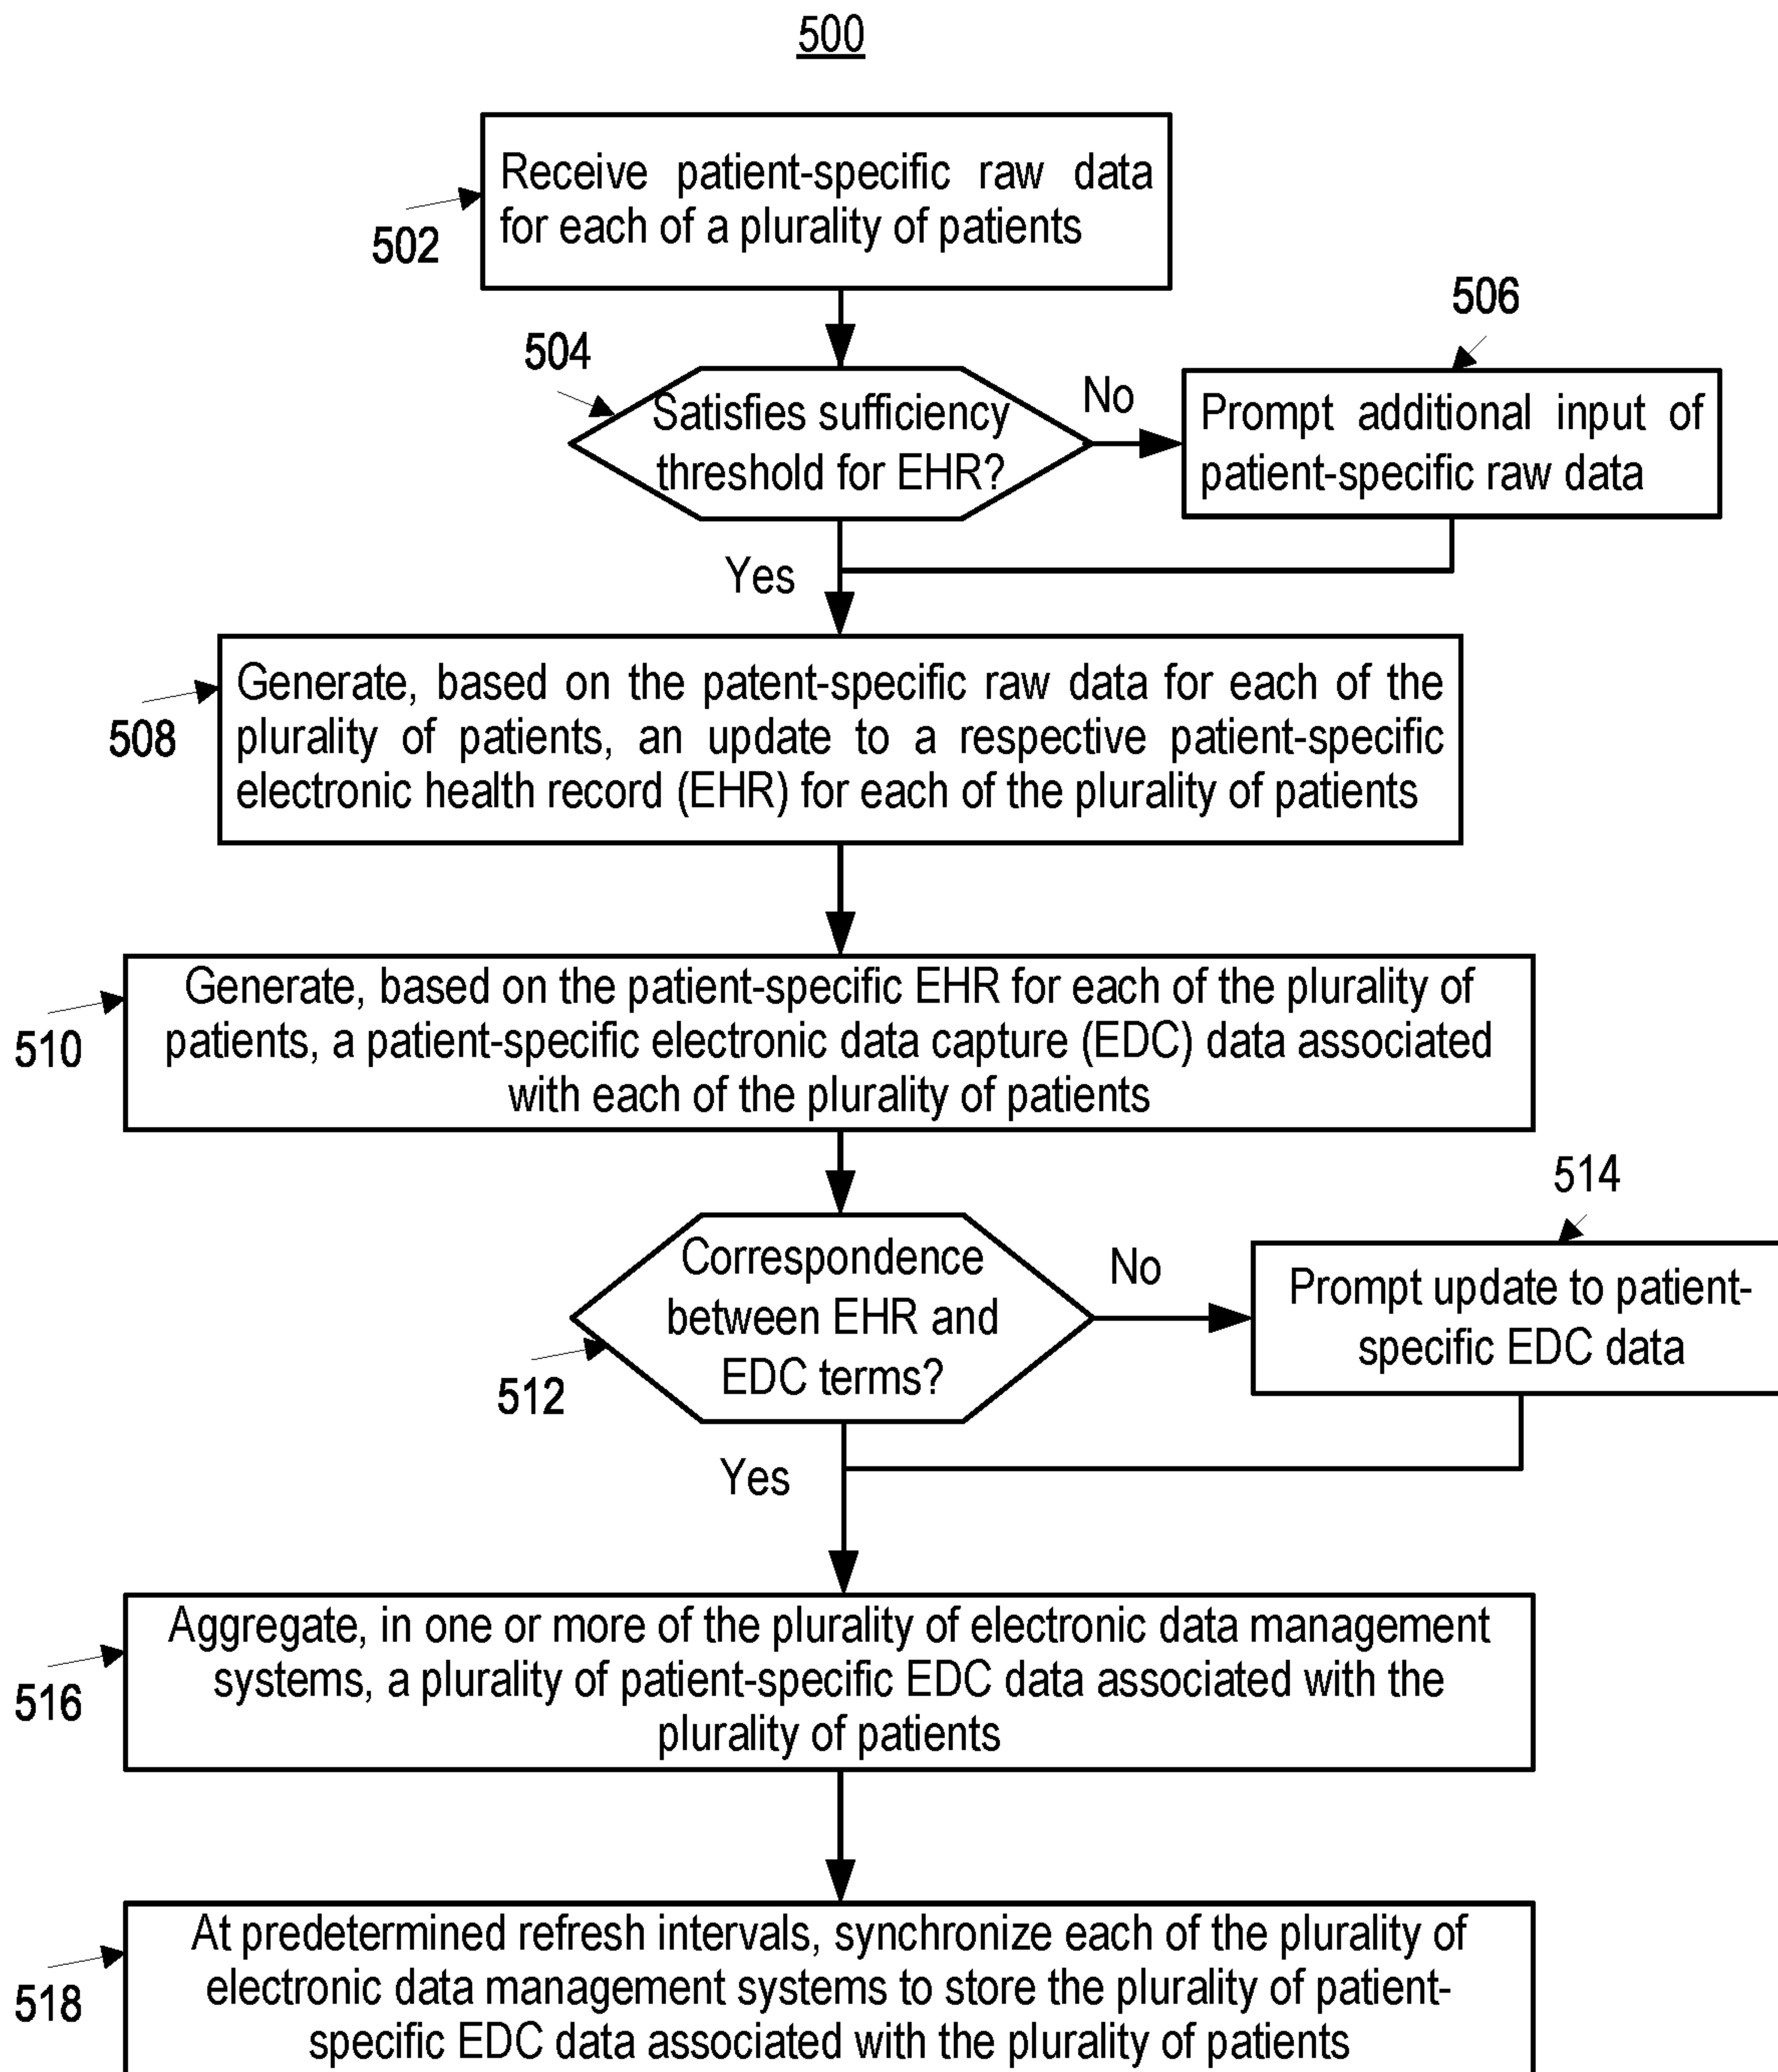 500
Receive patient-specific raw data
for each of a plurality of patients
502
504
Satisfies sufficiency
threshold for EHR?
No
506
Prompt additional input of
patient-specific raw data
Yes
Generate, based on the patent-specific raw data for each of the
plurality of patients, an update to a respective patient-specific
electronic health record (EHR) for each of the plurality of patients
508
Generate, based on the patient-specific EHR for each of the plurality of
patients, a patient-specific electronic data capture (EDC) data associated
with each of the plurality of patients
510
Correspondence
between EHR and
EDC terms?
512
No
514
Prompt update to patient-
specific EDC data
Yes
Aggregate, in one or more of the plurality of electronic data management
systems, a plurality of patient-specific EDC data associated with the
plurality of patients
516
At predetermined refresh intervals, synchronize each of the plurality of
electronic data management systems to store the plurality of patient-
specific EDC data associated with the plurality of patients
518